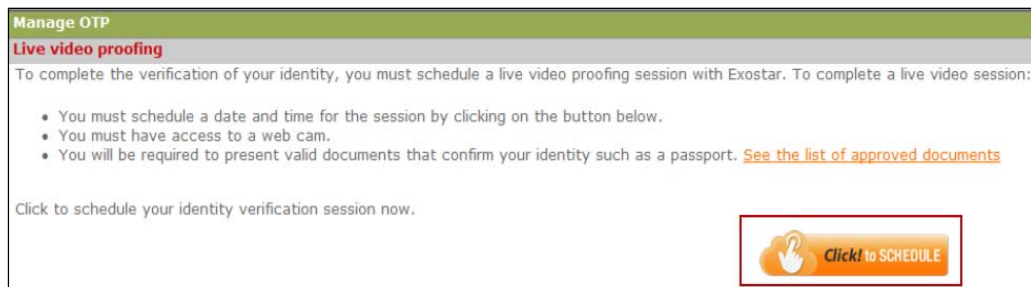 Manage OTP
Live video proofing
To complete the verification of your identity, you must schedule a live video proofing session with Exostar. To complete a live video session:
• You must schedule a date and time for the session by clicking on the button below.
• You must have access to a web cam.
• You will be required to present valid documents that confirm your identity such as a passport. See the list of approved documents
Click to schedule your identity verification session now.
Click! to SCHEDULE